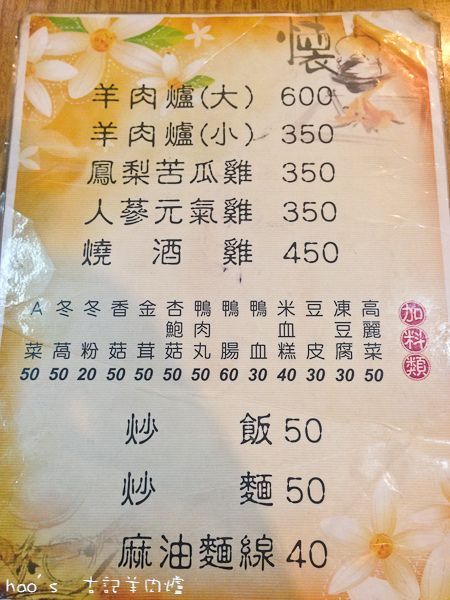 懷
羊肉爐(大) 600
羊肉爐(小) 350
鳳梨苦瓜雞 350
人蔘元氣雞 350
燒酒雞 450
加料類
高麗菜 50
凍豆腐 30
豆皮 30
米血糕 40
鴨血 30
鴨腸 60
鴨肉丸 50
杏鮑菇 50
金茸 50
香菇 50
冬粉 20
冬蒿 50
A菜 50
炒飯 50
炒麵 50
麻油麵線 40
hao's 吉記羊肉爐